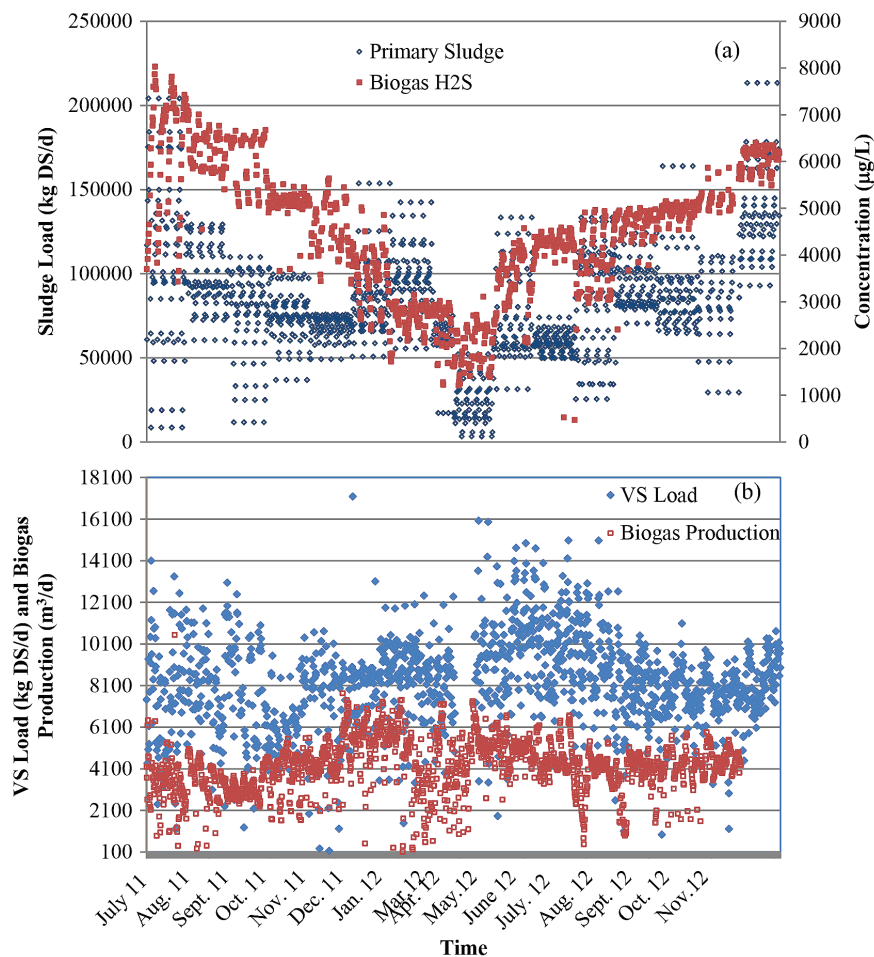 250000
200000
150000
100000
50000
0
Sludge Load (kg DS/d)
Primary Sludge
Biogas H2S
(a)
9000
8000
7000
6000
5000
4000
3000
2000
1000
0
Concentration (µg/L)
18100
16100
14100
12100
10100
8100
6100
4100
2100
100
VS Load (kg DS/d) and Biogas
Production (m³/d)
VS Load
Biogas Production
(b)
July 11
Aug. 11
Sept. 11
Oct. 11
Nov. 11
Dec. 11
Jan. 12
Mar.12
Apr. 12
May.12
June 12
July. 12
Aug. 12
Sept. 12
Oct. 12
Nov.12
Time